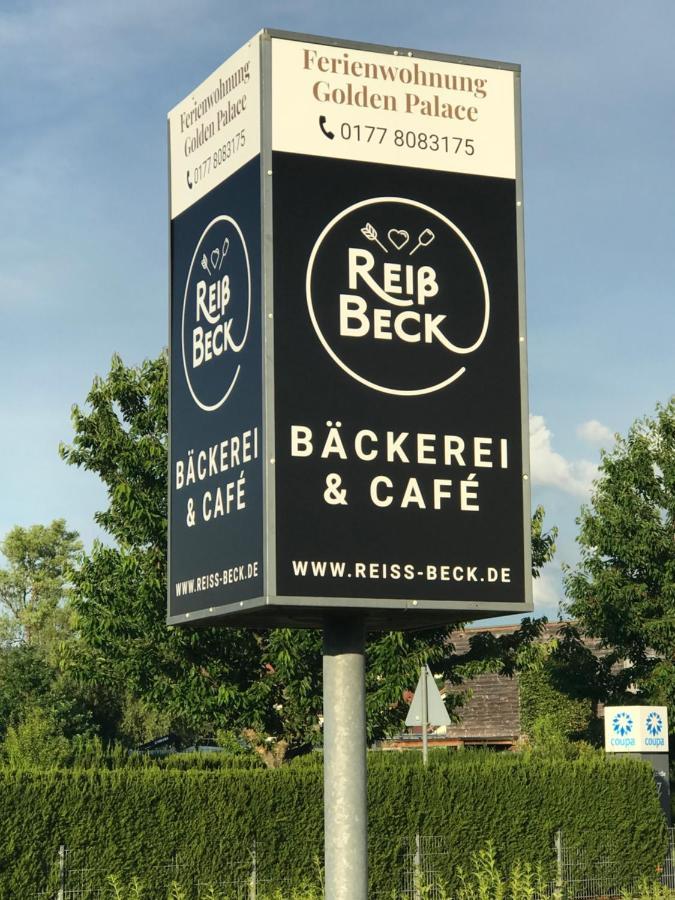 Ferienwohnung
Golden Palace
0177 8083175
REIß
BECK
BÄCKEREI
& CAFÉ
WWW.REISS-BECK.DE
Ferienwohnung
Golden Palace
0177 8083175
REIß
BECK
BÄCKEREI
& CAFÉ
WWW.REISS-BECK.DE
coupa
coupa
7